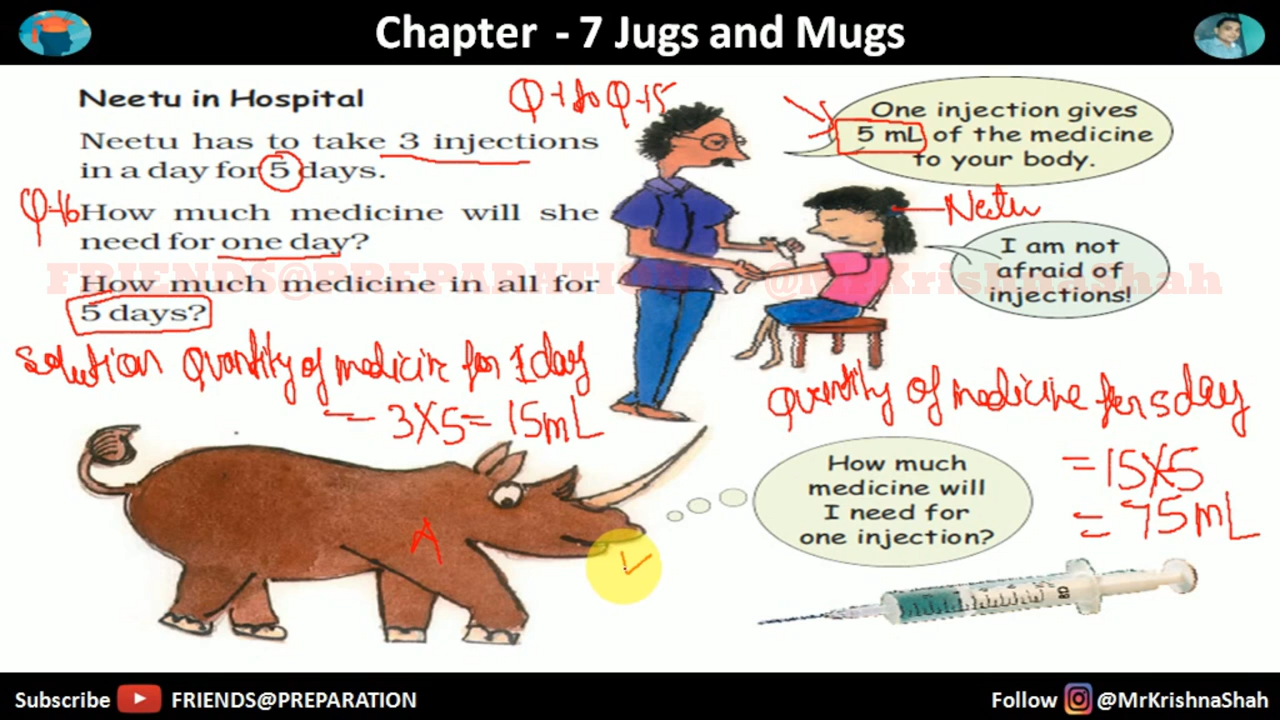 Chapter - 7 Jugs and Mugs
Neetu in Hospital
Q-1 to Q-15
Neetu has to take 3 injections
in a day for 5 days.
Q-16
How much medicine will she
need for one day?
How much medicine in all for
5 days?
One injection gives
5 mL of the medicine
to your body.
Neetu
I am not
afraid of
injections!
FRIENDS@PREPARATION @MrKrishnaShah
Solution Quantity of medicine for 1 day
= 3X5= 15mL
Quantity of medicine for 5 day
= 15X5
= 75mL
A
How much
medicine will
I need for
one injection?
Subscribe FRIENDS@PREPARATION
Follow @MrKrishnaShah